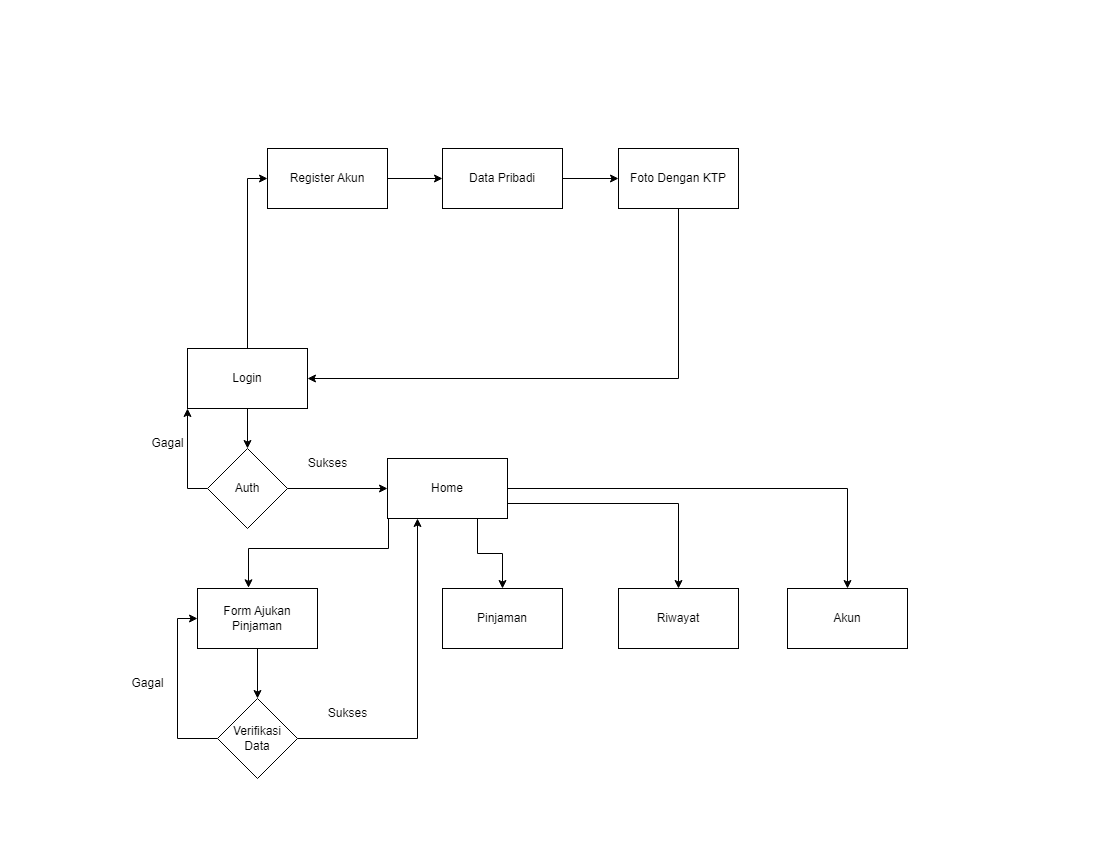 Register Akun
Data Pribadi
Foto Dengan KTP
Login
Gagal
Auth
Sukses
Home
Form Ajukan
Pinjaman
Pinjaman
Riwayat
Akun
Gagal
Verifikasi
Data
Sukses